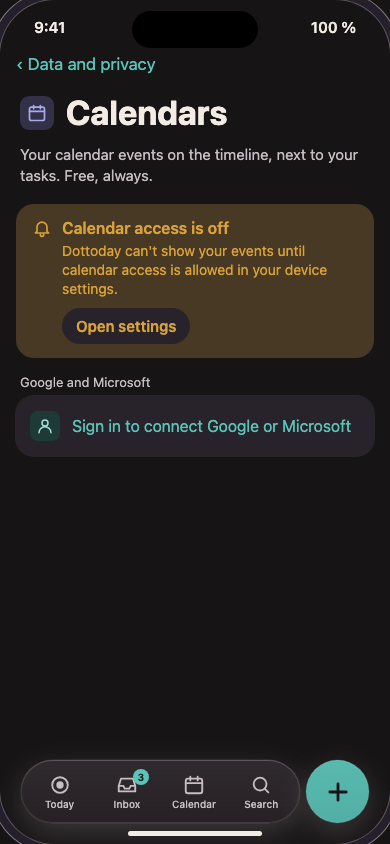 9:41
100 %
‹ Data and privacy
Calendars
Your calendar events on the timeline, next to your
tasks. Free, always.
Calendar access is off
Dottoday can't show your events until
calendar access is allowed in your device
settings.
Open settings
Google and Microsoft
Sign in to connect Google or Microsoft
3
Today
Inbox
Calendar
Search